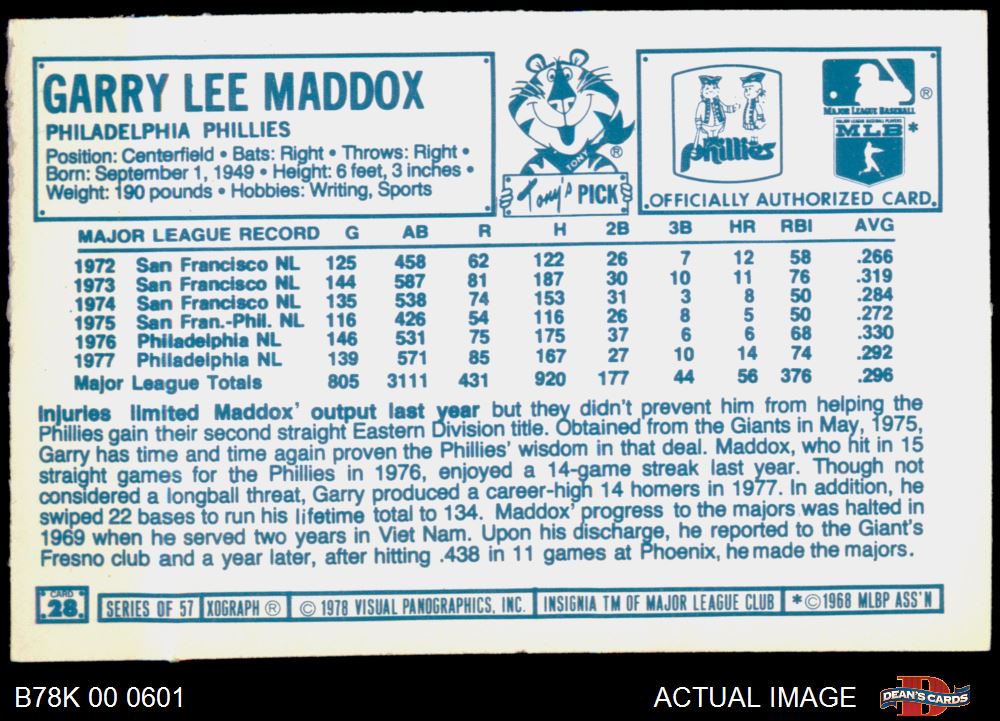 GARRY LEE MADDOX
PHILADELPHIA PHILLIES
Position: Centerfield • Bats: Right • Throws: Right •
Born: September 1, 1949 • Height: 6 feet, 3 inches •
Weight: 190 pounds • Hobbies: Writing, Sports
TONY ®
Tony's PICK
Phillies
®
MAJOR LEAGUE BASEBALL
MAJOR LEAGUE BASEBALL PLAYERS
MLB *
OFFICIALLY AUTHORIZED CARD.
MAJOR LEAGUE RECORD G AB R H 2B 3B HR RBI AVG
1972 San Francisco NL 125 458 62 122 26 7 12 58 .266
1973 San Francisco NL 144 587 81 187 30 10 11 76 .319
1974 San Francisco NL 135 538 74 153 31 3 8 50 .284
1975 San Fran.-Phil. NL 116 426 54 116 26 8 5 50 .272
1976 Philadelphia NL 146 531 75 175 37 6 6 68 .330
1977 Philadelphia NL 139 571 85 167 27 10 14 74 .292
Major League Totals 805 3111 431 920 177 44 56 376 .296
Injuries limited Maddox' output last year but they didn't prevent him from helping the
Phillies gain their second straight Eastern Division title. Obtained from the Giants in May, 1975,
Garry has time and time again proven the Phillies' wisdom in that deal. Maddox, who hit in 15
straight games for the Phillies in 1976, enjoyed a 14-game streak last year. Though not
considered a longball threat, Garry produced a career-high 14 homers in 1977. In addition, he
swiped 22 bases to run his lifetime total to 134. Maddox' progress to the majors was halted in
1969 when he served two years in Viet Nam. Upon his discharge, he reported to the Giant's
Fresno club and a year later, after hitting .438 in 11 games at Phoenix, he made the majors.
CARD
28 SERIES OF 57 XOGRAPH ® © 1978 VISUAL PANOGRAPHICS, INC. INSIGNIA TM OF MAJOR LEAGUE CLUB *©1968 MLBP ASS'N
B78K 00 0601 ACTUAL IMAGE DEAN'S CARDS